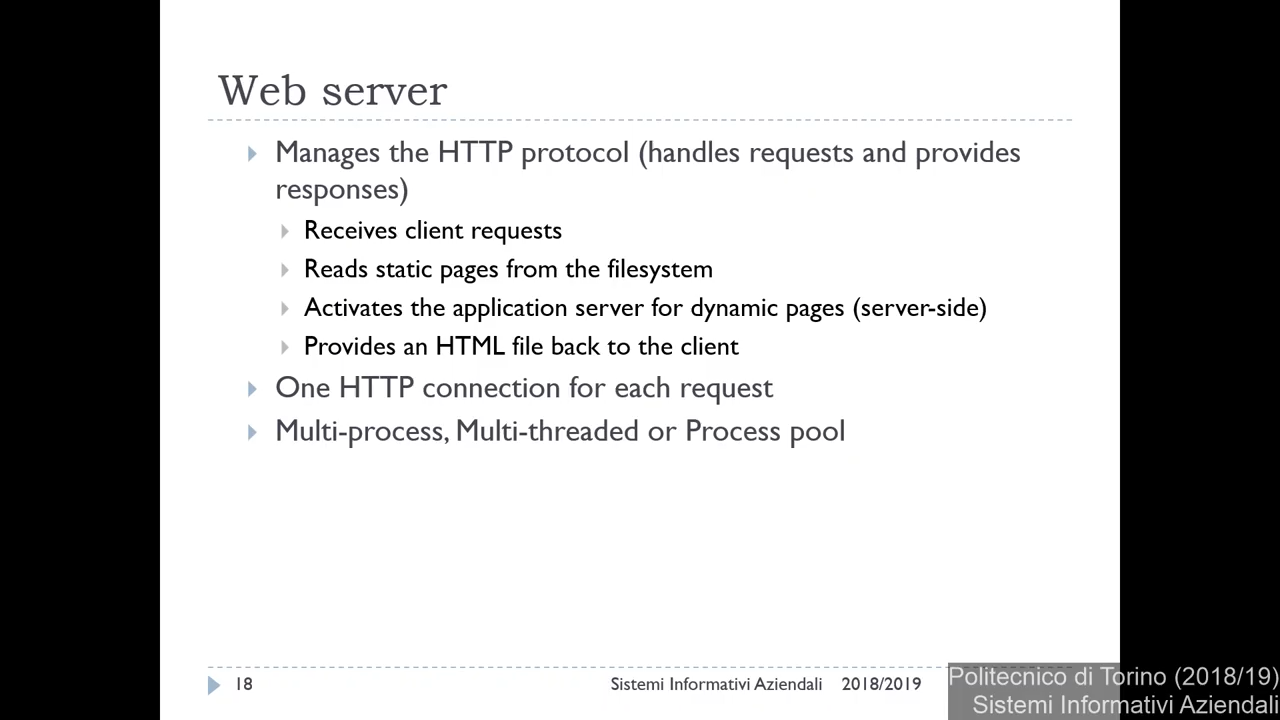 Web server
Manages the HTTP protocol (handles requests and provides
responses)
Receives client requests
Reads static pages from the filesystem
Activates the application server for dynamic pages (server-side)
Provides an HTML file back to the client
One HTTP connection for each request
Multi-process, Multi-threaded or Process pool
18 Sistemi Informativi Aziendali 2018/2019
Politecnico di Torino (2018/19)
Sistemi Informativi Aziendali